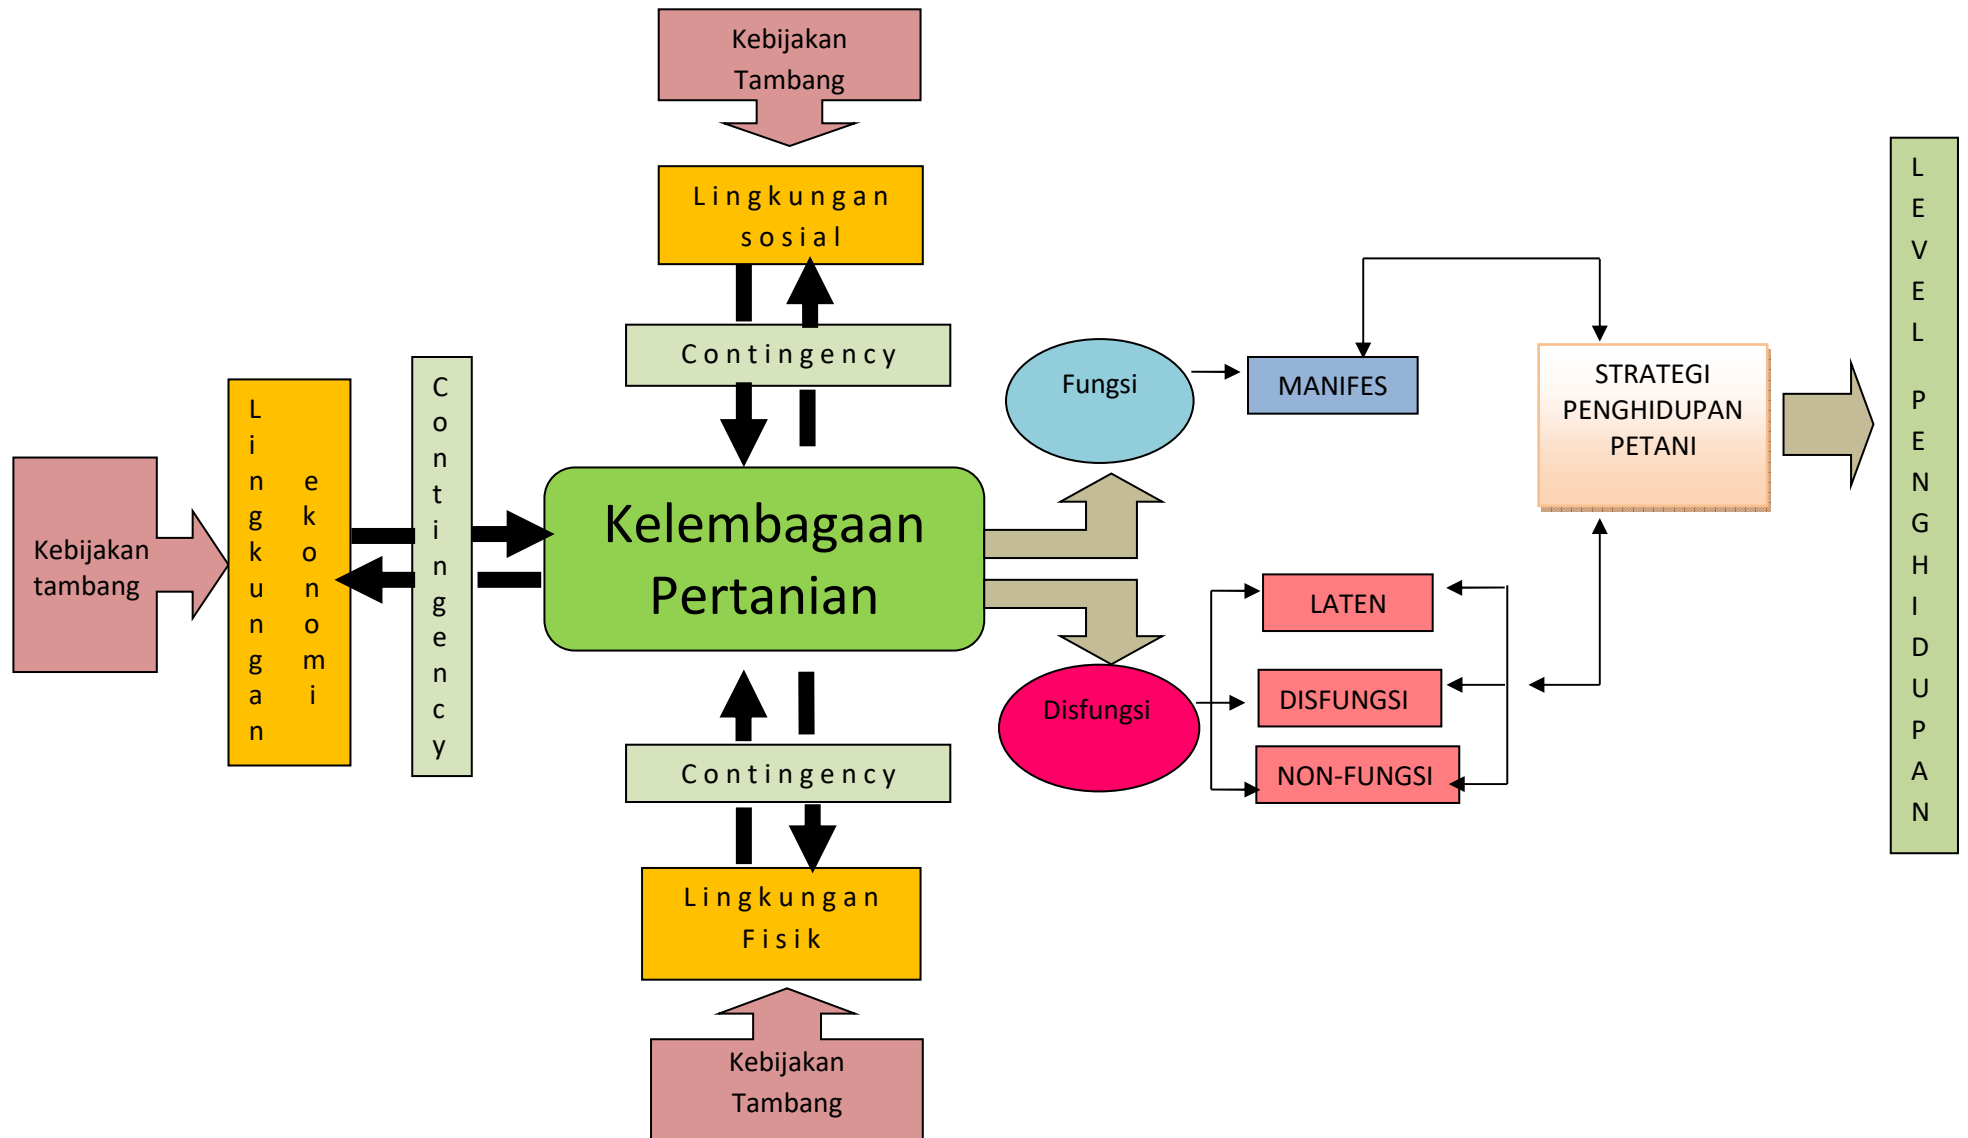 Kebijakan
Tambang
Lingkungan
sosial
Contingency
Kebijakan
tambang
Lingkungan
ekonomi
Contingency
Kelembagaan
Pertanian
Fungsi
MANIFES
STRATEGI
PENGHIDUPAN
PETANI
LEVEL PENGHIDUPAN
Disfungsi
LATEN
DISFUNGSI
NON-FUNGSI
Contingency
Lingkungan
Fisik
Kebijakan
Tambang